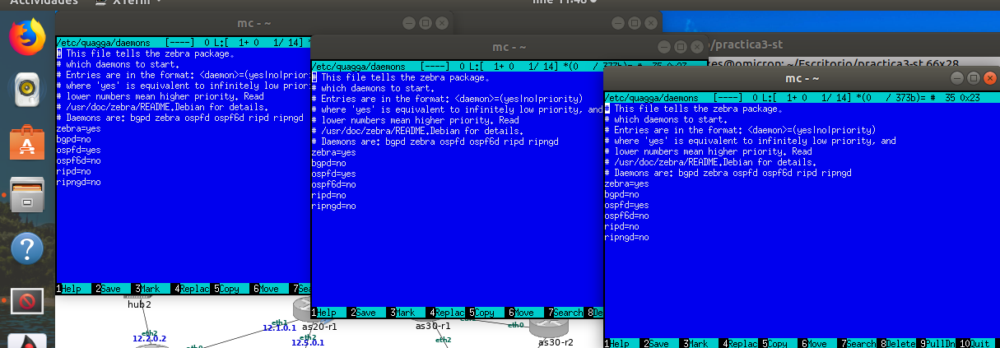 Actividades
XTerm
mc - ~
/etc/quagga/daemons [----] 0 L:[ 1+ 0 1/ 14] *
# This file tells the zebra package.
# which daemons to start.
# Entries are in the format: <daemon>=(yes|no|prior
# where 'yes' is equivalent to infinitely low prior
# lower numbers mean higher priority. Read
# /usr/doc/zebra/README.Debian for details.
# Daemons are: bgpd zebra ospfd ospf6d ripd ripngd
zebra=yes
bgpd=no
ospfd=yes
ospf6d=no
ripd=no
ripngd=no
1Help 2Save 3Mark 4Replac 5Copy 6Move 7Sea
mc - ~
/etc/quagga/daemons [----] 0 L:[ 1+ 0 1/ 14] *(0 / 373b)= # 35 0x23
# This file tells the zebra package.
# which daemons to start.
# Entries are in the format: <daemon>=(yes|no|priority)
# where 'yes' is equivalent to infinitely low priority, and
# lower numbers mean higher priority. Read
# /usr/doc/zebra/README.Debian for details.
# Daemons are: bgpd zebra ospfd ospf6d ripd ripngd
zebra=yes
bgpd=no
ospfd=yes
ospf6d=no
ripd=no
ripngd=no
1Help 2Save 3Mark 4Replac 5Copy 6Move 7Search 8De
/practica3-st
es@omicron: ~/Escritorio/practica3-st 66x28
mc - ~
/etc/quagga/daemons [----] 0 L:[ 1+ 0 1/ 14] *(0 / 373b)= # 35 0x23
# This file tells the zebra package.
# which daemons to start.
# Entries are in the format: <daemon>=(yes|no|priority)
# where 'yes' is equivalent to infinitely low priority, and
# lower numbers mean higher priority. Read
# /usr/doc/zebra/README.Debian for details.
# Daemons are: bgpd zebra ospfd ospf6d ripd ripngd
zebra=yes
bgpd=no
ospfd=yes
ospf6d=no
ripd=no
ripngd=no
1Help 2Save 3Mark 4Replac 5Copy 6Move 7Search 8Delete 9PullDn 10Quit
hub2
eth2
12.2.0.2
eth1
12.1.0.1
as20-r1
eth2
12.5.0.1
as30-r1
eth2
eth0
as30-r2